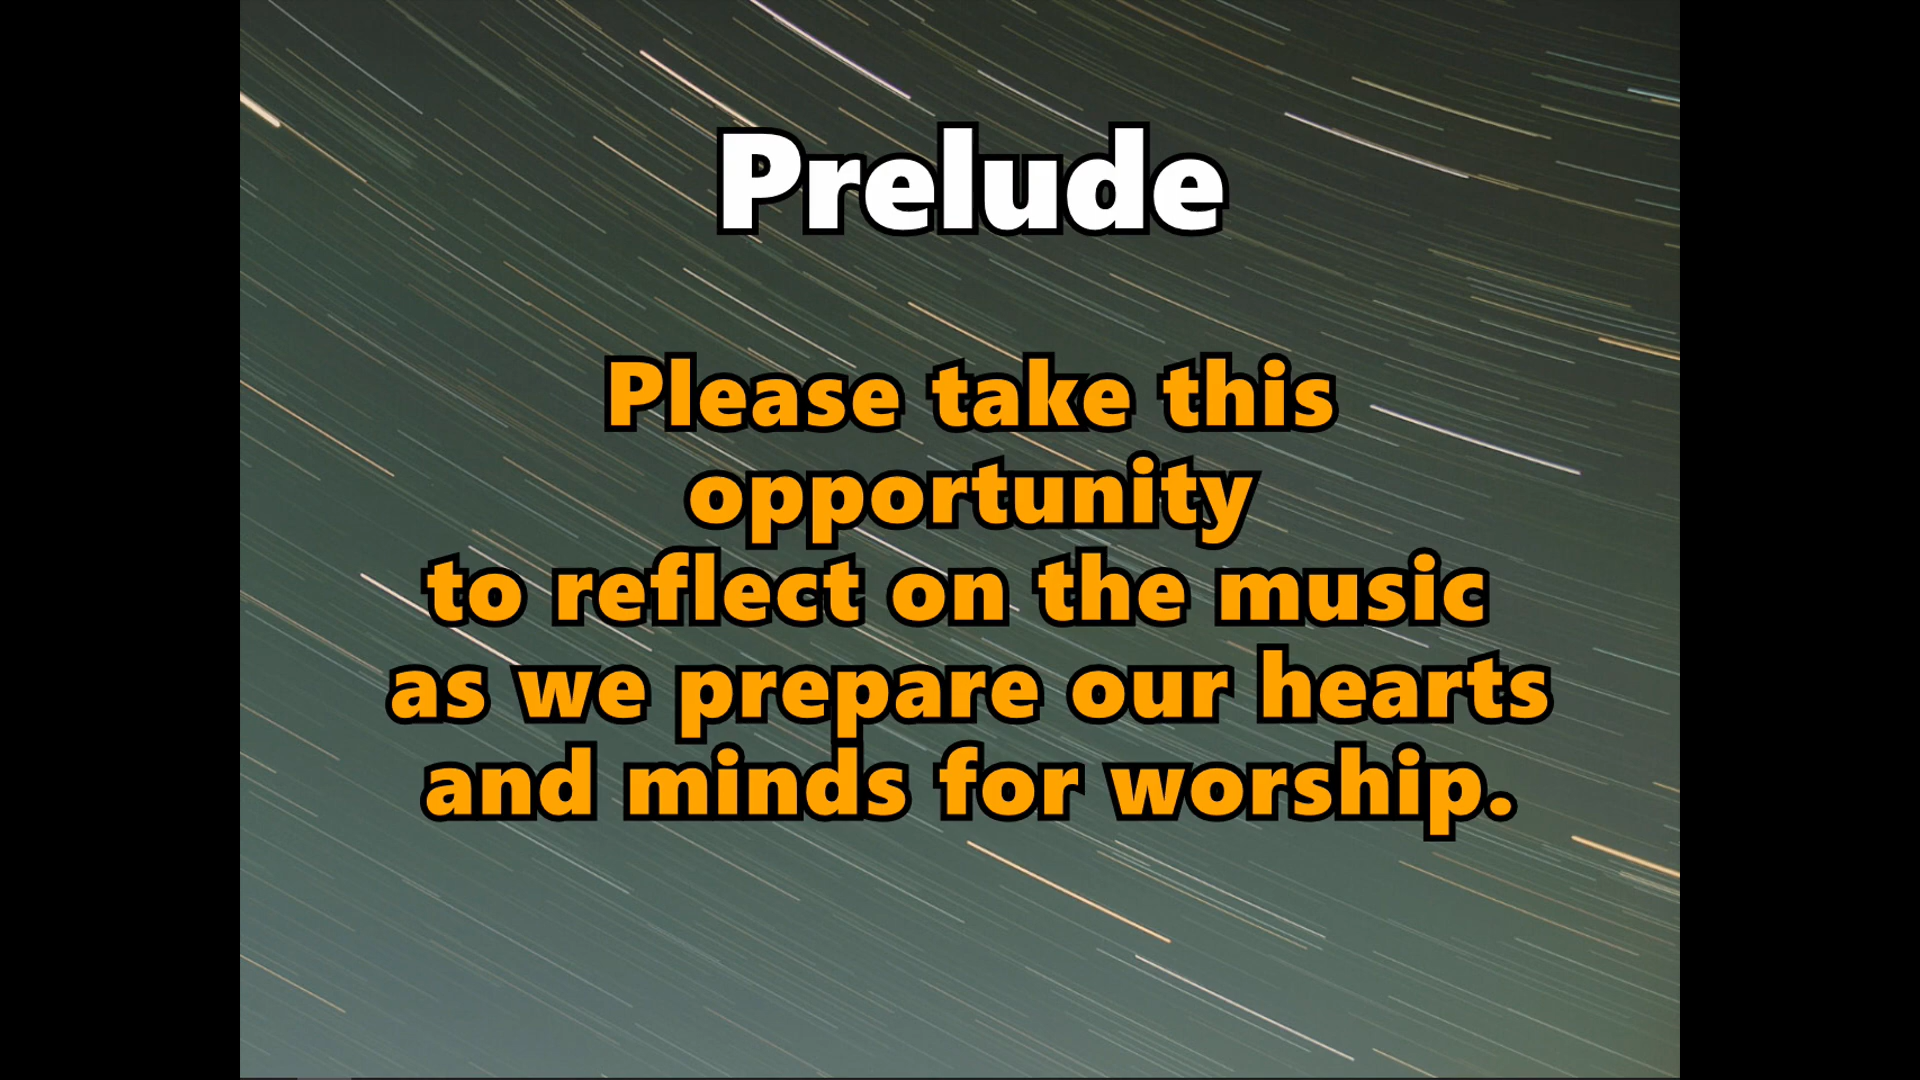 Prelude
Please take this
opportunity
to reflect on the music
as we prepare our hearts
and minds for worship.